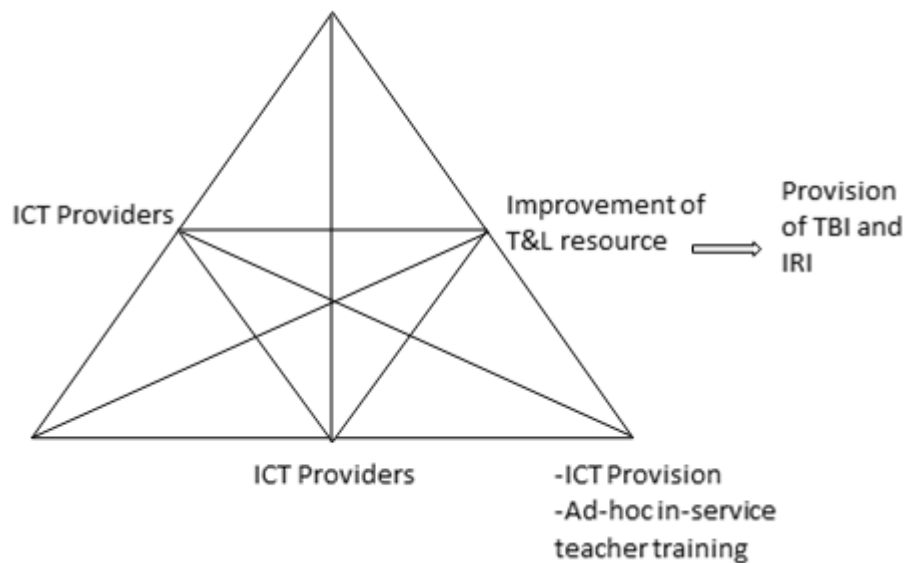 ICT Providers
Improvement of
T&L resource
Provision
of TBI and
IRI
ICT Providers
-ICT Provision
-Ad-hoc in-service
teacher training